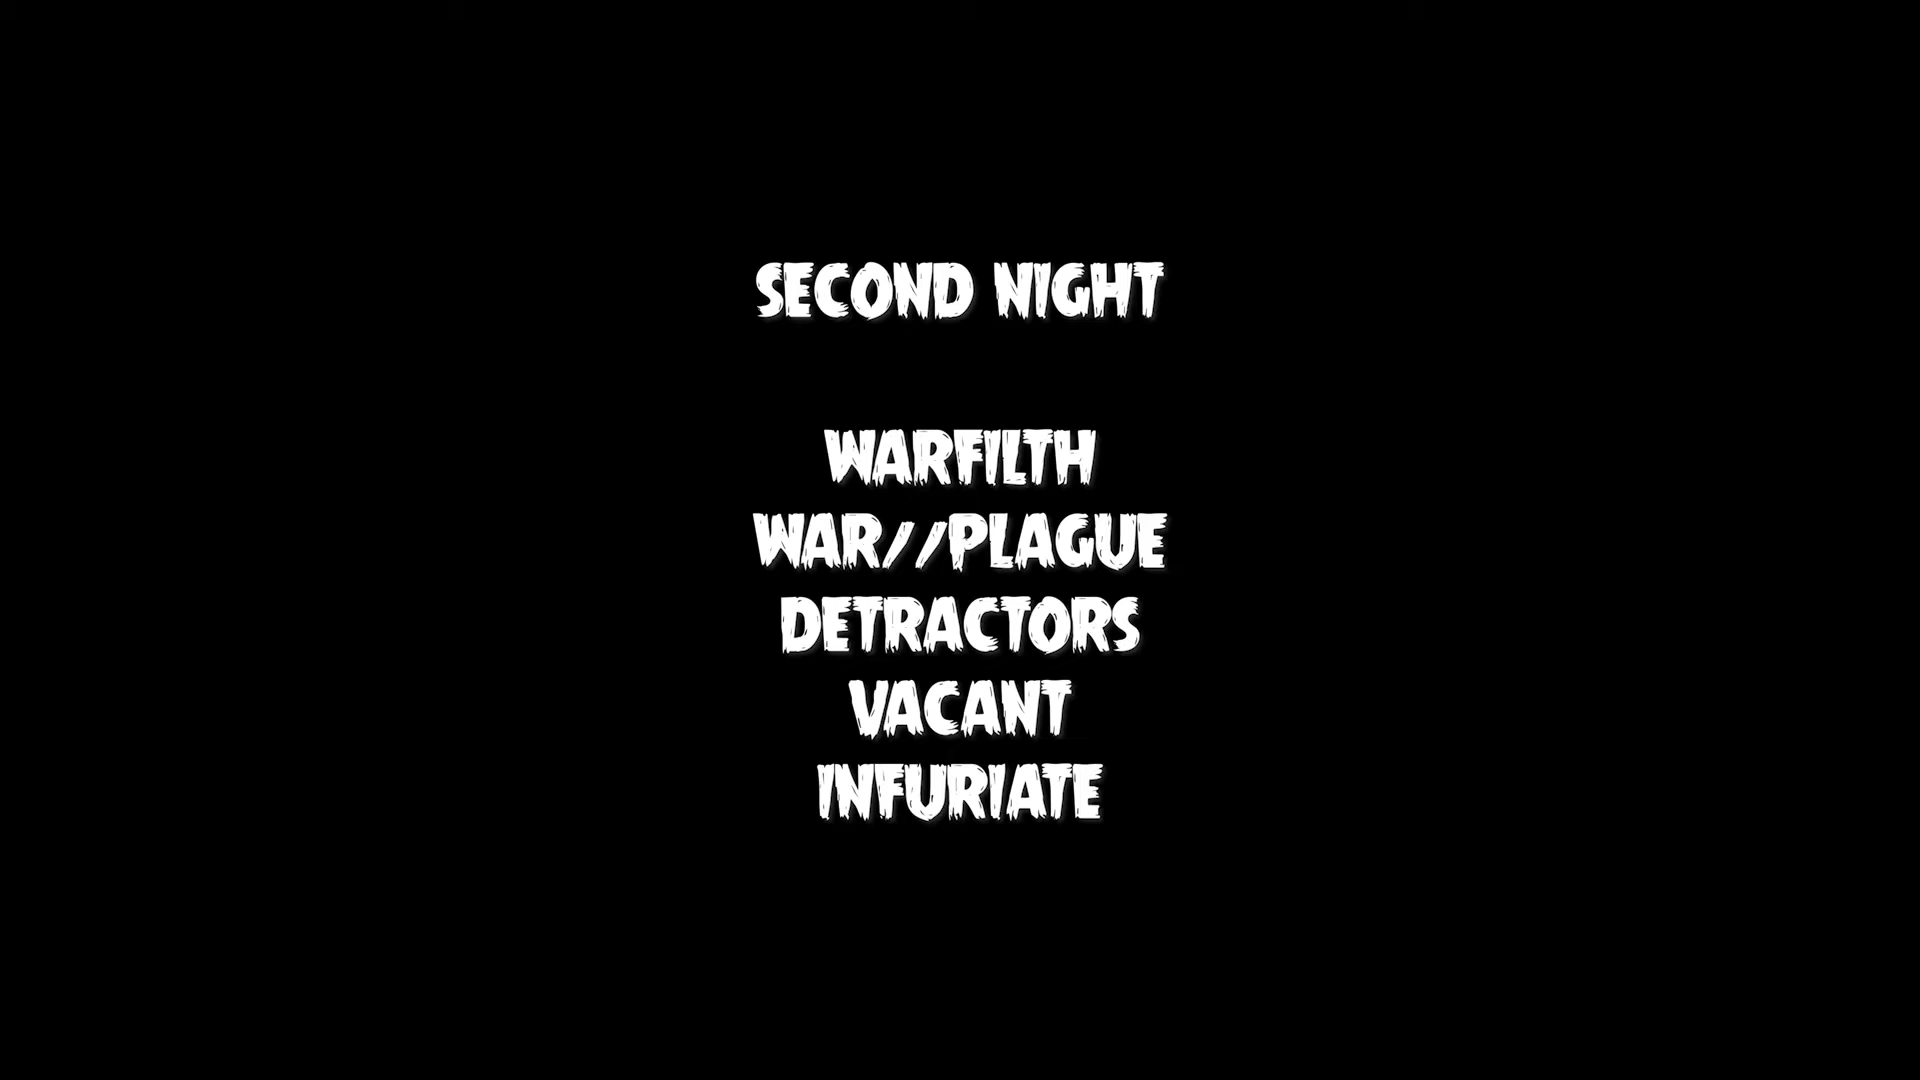 SECOND NIGHT
WARFILTH
WAR//PLAGUE
DETRACTORS
VACANT
INFURIATE